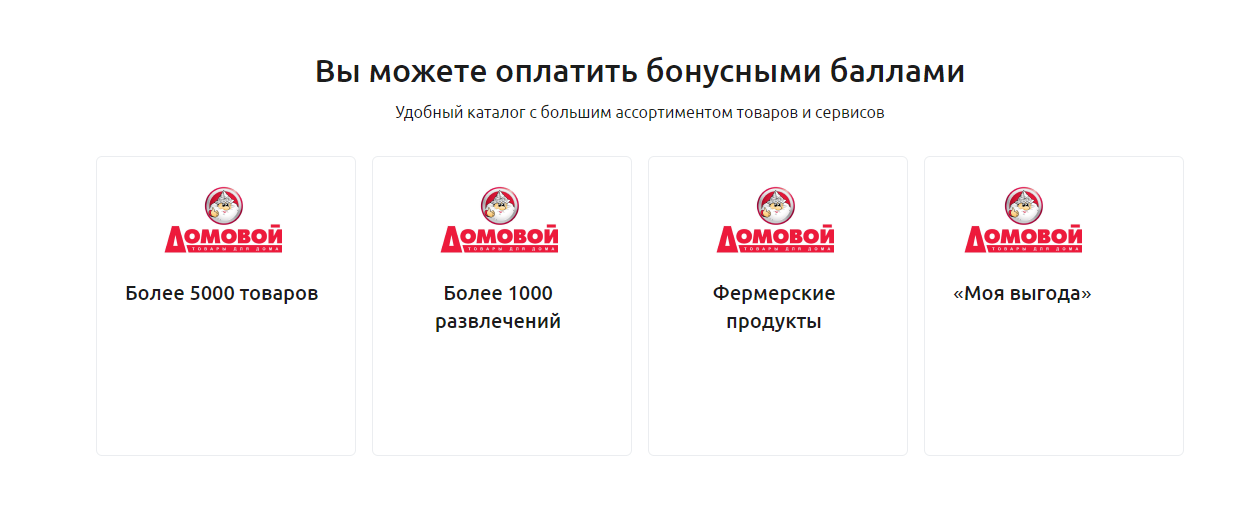 Вы можете оплатить бонусными баллами
Удобный каталог с большим ассортиментом товаров и сервисов
ДОМОВОЙ
ТОВАРЫ ДЛЯ ДОМА
Более 5000 товаров
ДОМОВОЙ
ТОВАРЫ ДЛЯ ДОМА
Более 1000
развлечений
ДОМОВОЙ
ТОВАРЫ ДЛЯ ДОМА
Фермерские
продукты
ДОМОВОЙ
ТОВАРЫ ДЛЯ ДОМА
«Моя выгода»